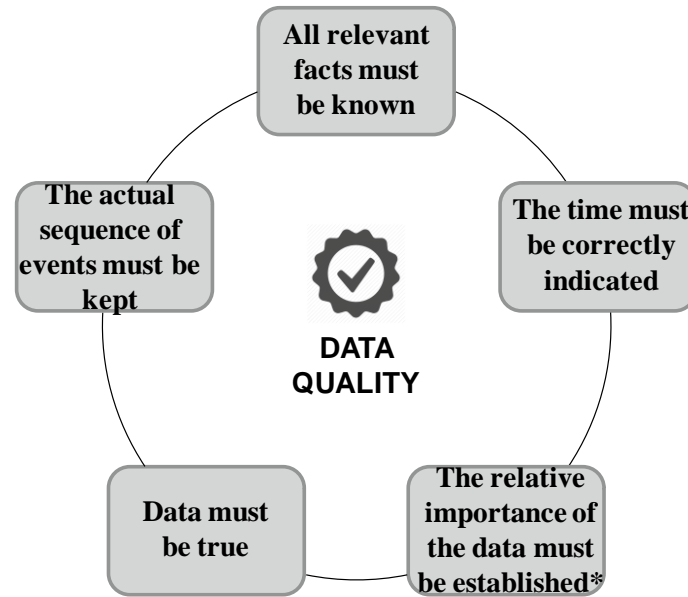 All relevant
facts must
be known
The actual
sequence of
events must be
kept
The time must
be correctly
indicated
DATA
QUALITY
Data must
be true
The relative
importance of
the data must
be established*